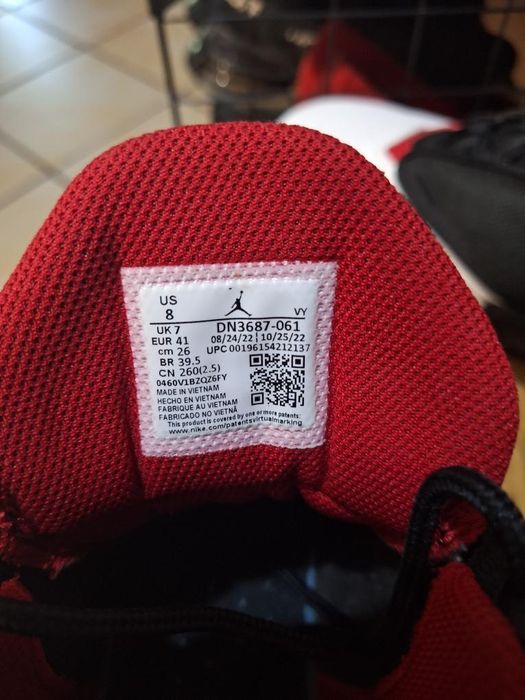 US
8
VY
UK 7
DN3687-061
EUR 41
08/24/22 | 10/25/22
cm 26
UPC 00196154212137
BR 39.5
CN 260(2.5)
0460V1BZQZ6FY
MADE IN VIETNAM
HECHO EN VIETNAM
FABRIQUE AU VIETNAM
FABRICADO NO VIETNÃ
This product is covered by one or more patents:
www.nike.com/patentsvirtualmarking